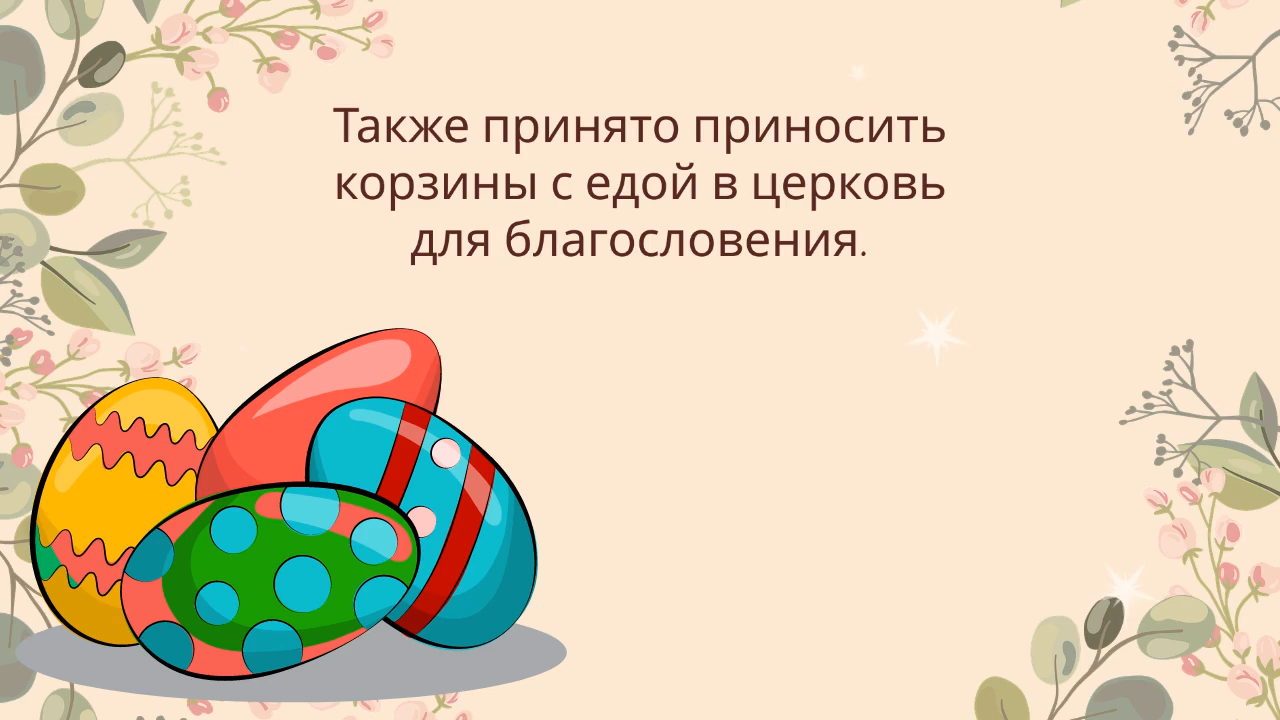 Также принято приносить
корзины с едой в церковь
для благословения.